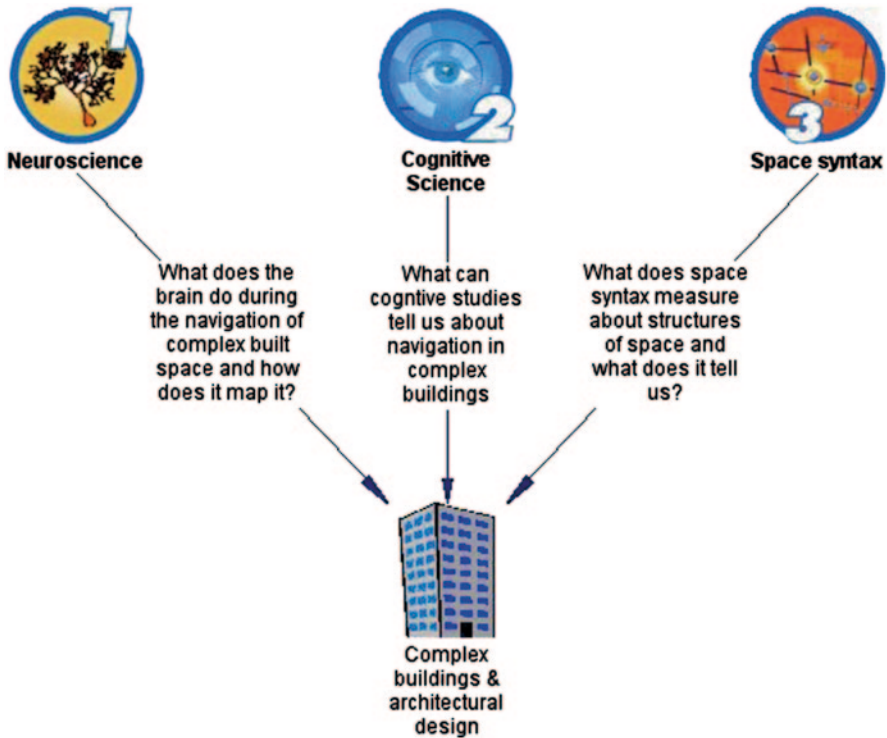 1
Neuroscience
2
Cognitive
Science
3
Space syntax
What does the
brain do during
the navigation of
complex built
space and how
does it map it?
What can
cogntive studies
tell us about
navigation in
complex
buildings
What does space
syntax measure
about structures
of space and
what does it tell
us?
Complex
buildings &
architectural
design